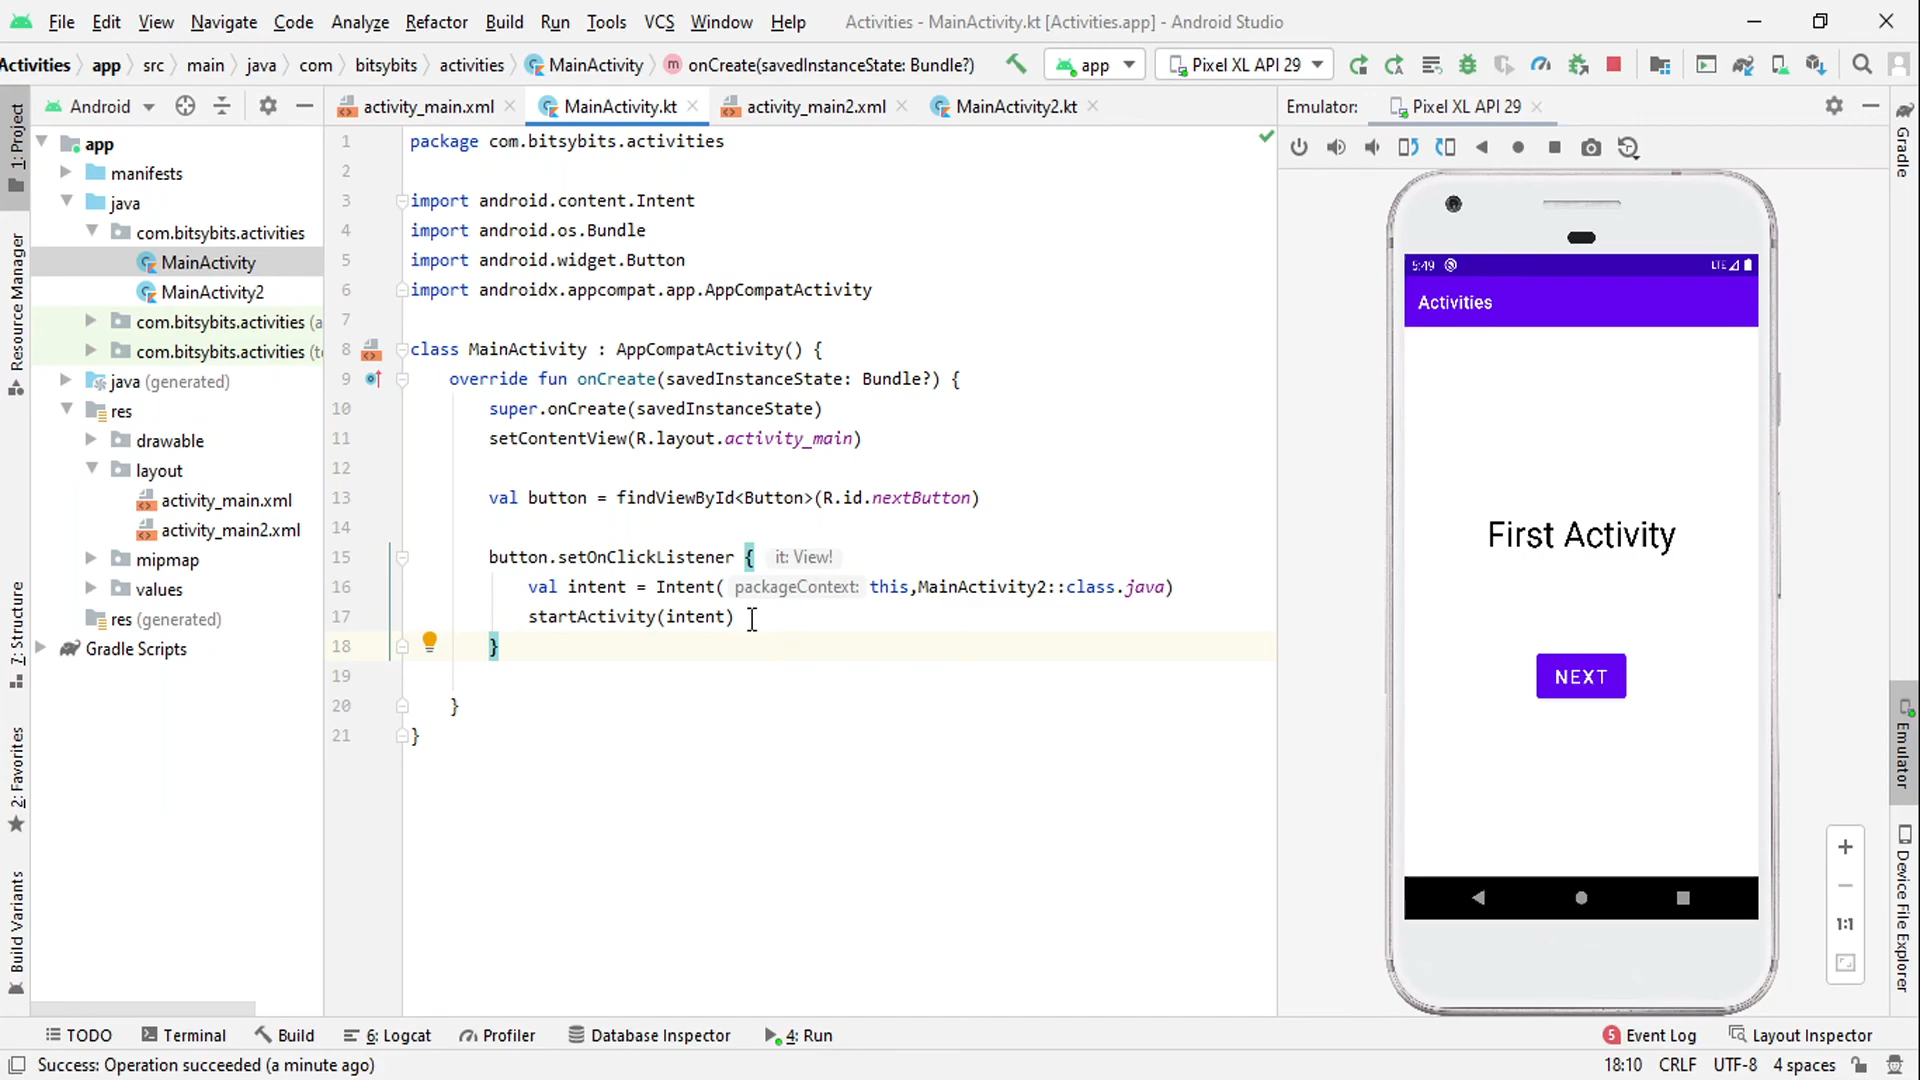 File Edit View Navigate Code Analyze Refactor Build Run Tools VCS Window Help Activities - MainActivity.kt [Activities.app] - Android Studio
Activities app src main java com bitsybits activities MainActivity onCreate(savedInstanceState: Bundle?) app Pixel XL API 29
Android activity_main.xml MainActivity.kt activity_main2.xml MainActivity2.kt Emulator: Pixel XL API 29
1: Project
Resource Manager
7: Structure
2: Favorites
Build Variants
app
manifests
java
com.bitsybits.activities
MainActivity
MainActivity2
com.bitsybits.activities (a
com.bitsybits.activities (t
java (generated)
res
drawable
layout
activity_main.xml
activity_main2.xml
mipmap
values
res (generated)
Gradle Scripts
1 package com.bitsybits.activities
2
3 import android.content.Intent
4 import android.os.Bundle
5 import android.widget.Button
6 import androidx.appcompat.app.AppCompatActivity
7
8 class MainActivity : AppCompatActivity() {
9 override fun onCreate(savedInstanceState: Bundle?) {
10 super.onCreate(savedInstanceState)
11 setContentView(R.layout.activity_main)
12
13 val button = findViewById<Button>(R.id.nextButton)
14
15 button.setOnClickListener { it: View!
16 val intent = Intent( packageContext: this,MainActivity2::class.java)
17 startActivity(intent)
18 }
19
20 }
21 }
5:49 LTE
Activities
First Activity
NEXT
1:1
Gradle
Emulator
Device File Explorer
TODO Terminal Build 6: Logcat Profiler Database Inspector 4: Run 5 Event Log Layout Inspector
Success: Operation succeeded (a minute ago) 18:10 CRLF UTF-8 4 spaces